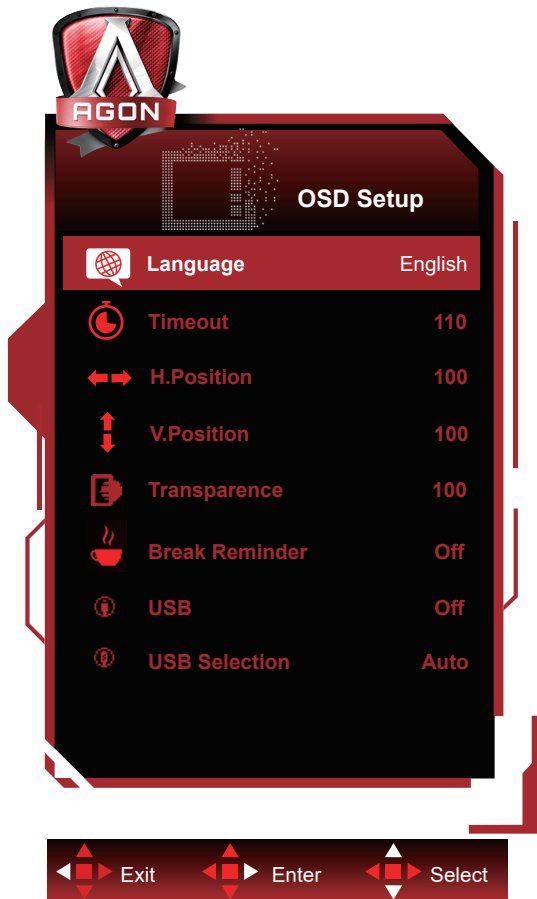 AGON
OSD Setup
Language English
Timeout 110
H.Position 100
V.Position 100
Transparence 100
Break Reminder Off
USB Off
USB Selection Auto
Exit Enter Select